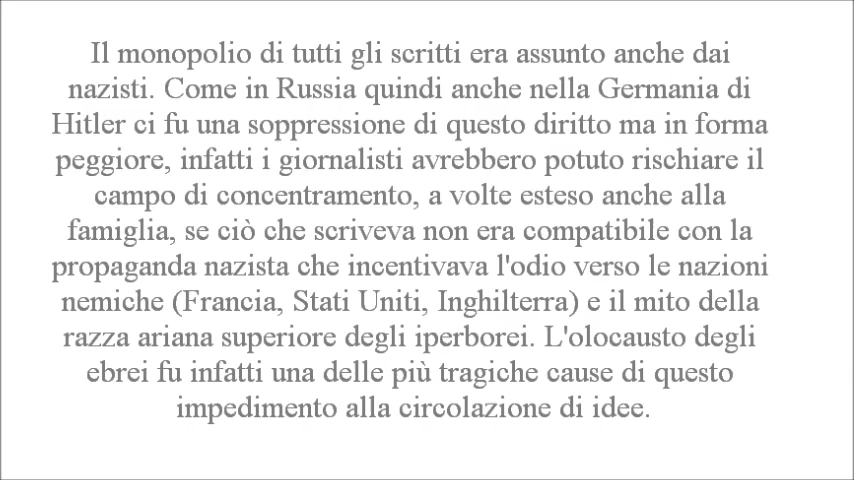 Il monopolio di tutti gli scritti era assunto anche dai
nazisti. Come in Russia quindi anche nella Germania di
Hitler ci fu una soppressione di questo diritto ma in forma
peggiore, infatti i giornalisti avrebbero potuto rischiare il
campo di concentramento, a volte esteso anche alla
famiglia, se ciò che scriveva non era compatibile con la
propaganda nazista che incentivava l'odio verso le nazioni
nemiche (Francia, Stati Uniti, Inghilterra) e il mito della
razza ariana superiore degli iperborei. L'olocausto degli
ebrei fu infatti una delle più tragiche cause di questo
impedimento alla circolazione di idee.